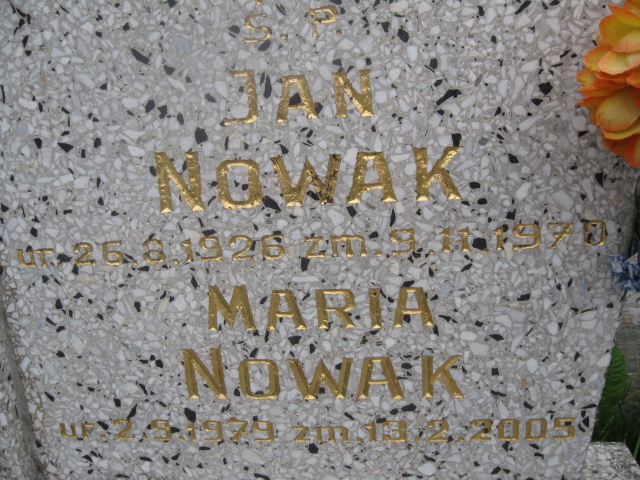 Ś. P.
JAN
NOWAK
ur. 26.8.1926 zm. 9.11.1970
MARIA
NOWAK
ur. 2.9.1979 zm. 13.2.2005